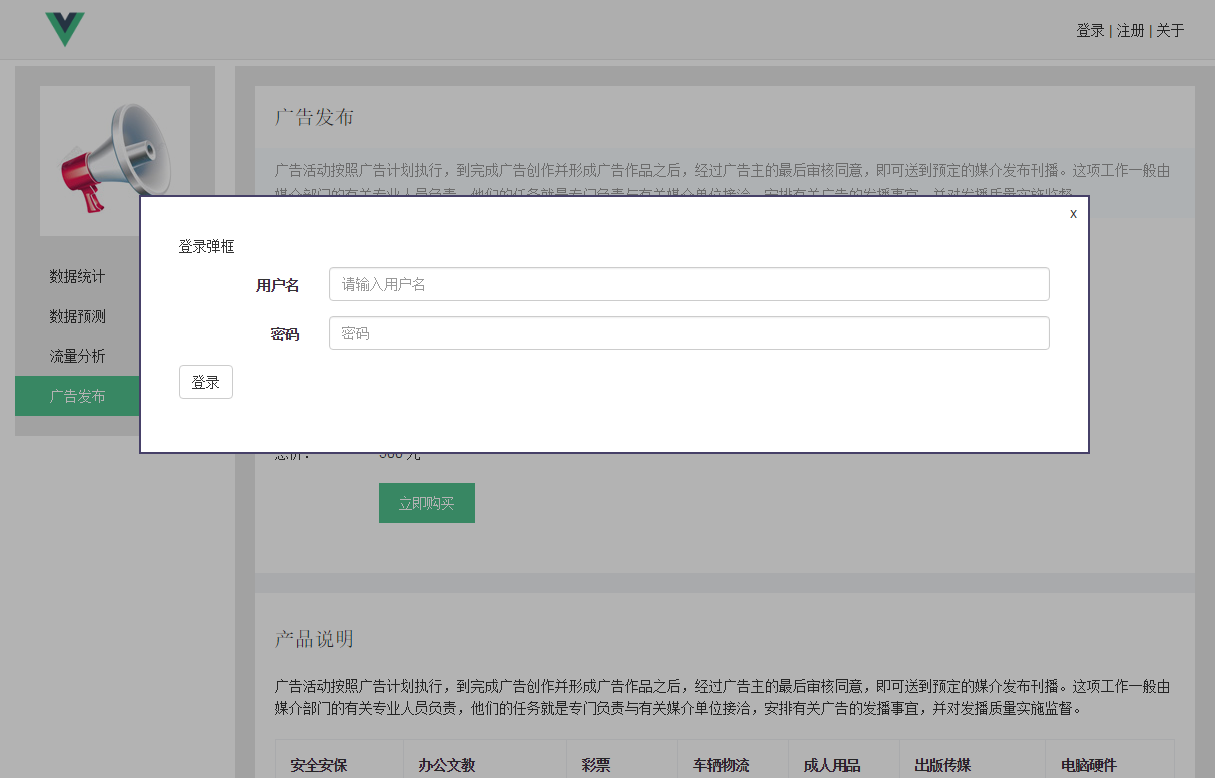 登录 | 注册 | 关于
数据统计
数据预测
流量分析
广告发布
广告发布
广告活动按照广告计划执行，到完成广告创作并形成广告作品之后，经过广告主的最后审核同意，即可送到预定的媒介发布刊播。这项工作一般由
媒介部门的有关专业人员负责，他们的任务就是专门负责与有关媒介单位接洽，安排有关广告的发播事宜，并对发播质量实施监督。
x
登录弹框
用户名 请输入用户名
密码 密码
登录
总价： 500 元
立即购买
产品说明
广告活动按照广告计划执行，到完成广告创作并形成广告作品之后，经过广告主的最后审核同意，即可送到预定的媒介发布刊播。这项工作一般由
媒介部门的有关专业人员负责，他们的任务就是专门负责与有关媒介单位接洽，安排有关广告的发播事宜，并对发播质量实施监督。
安全安保 办公文教 彩票 车辆物流 成人用品 出版传媒 电脑硬件